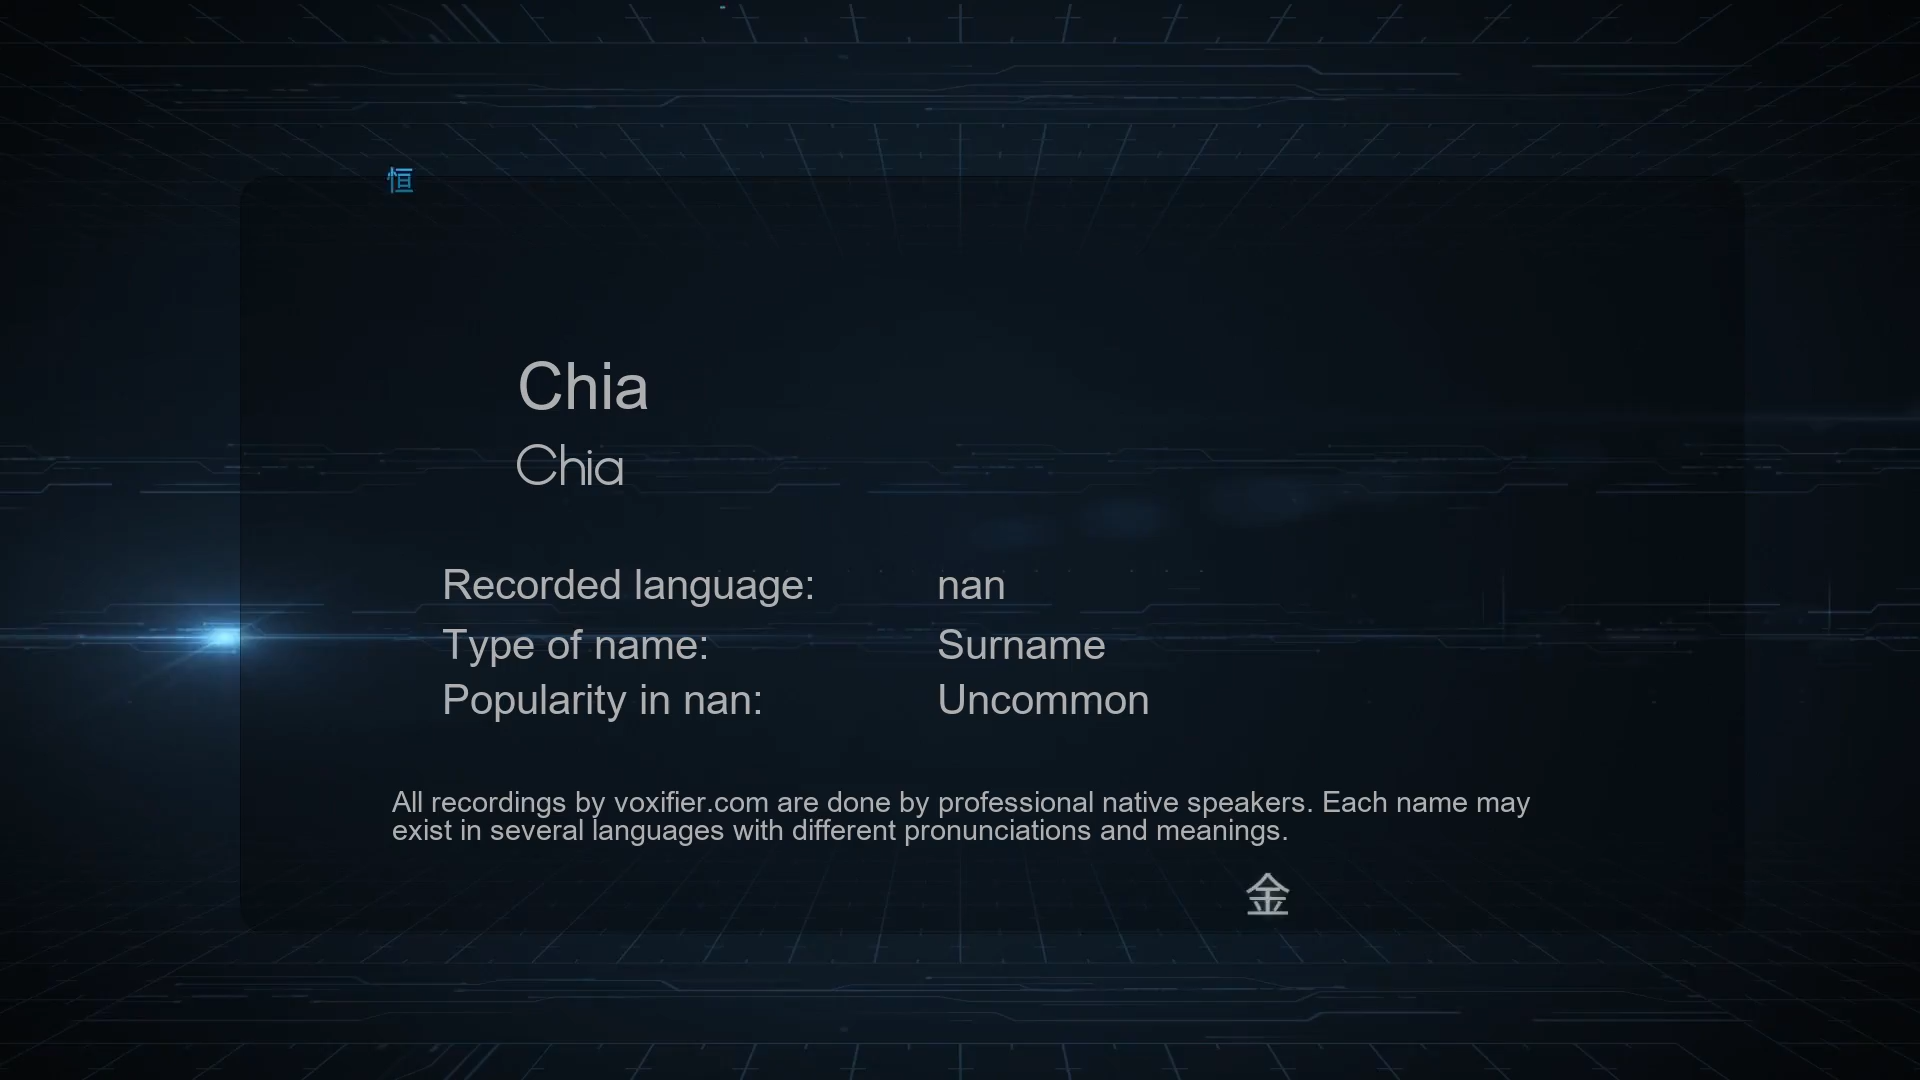 恒
Chia
Chia
Recorded language: nan
Type of name: Surname
Popularity in nan: Uncommon
All recordings by voxifier.com are done by professional native speakers. Each name may
exist in several languages with different pronunciations and meanings.
金